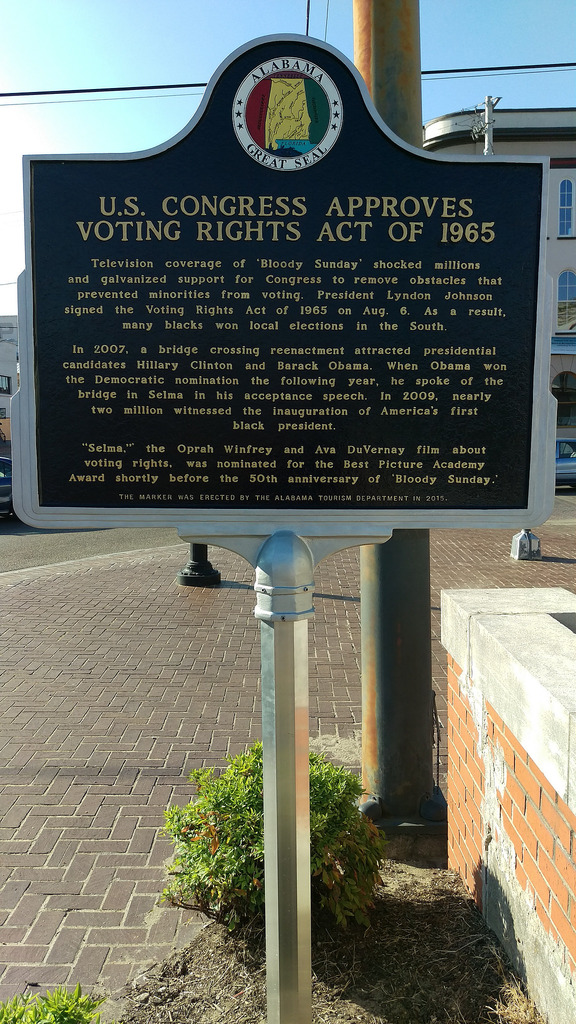 ALABAMA
GREAT SEAL
U.S. CONGRESS APPROVES
VOTING RIGHTS ACT OF 1965
Television coverage of 'Bloody Sunday' shocked millions
and galvanized support for Congress to remove obstacles that
prevented minorities from voting. President Lyndon Johnson
signed the Voting Rights Act of 1965 on Aug. 6. As a result,
many blacks won local elections in the South.
In 2007, a bridge crossing reenactment attracted presidential
candidates Hillary Clinton and Barack Obama. When Obama won
the Democratic nomination the following year, he spoke of the
bridge in Selma in his acceptance speech. In 2009, nearly
two million witnessed the inauguration of America's first
black president.
"Selma," the Oprah Winfrey and Ava DuVernay film about
voting rights, was nominated for the Best Picture Academy
Award shortly before the 50th anniversary of 'Bloody Sunday.'
THE MARKER WAS ERECTED BY THE ALABAMA TOURISM DEPARTMENT IN 2015.